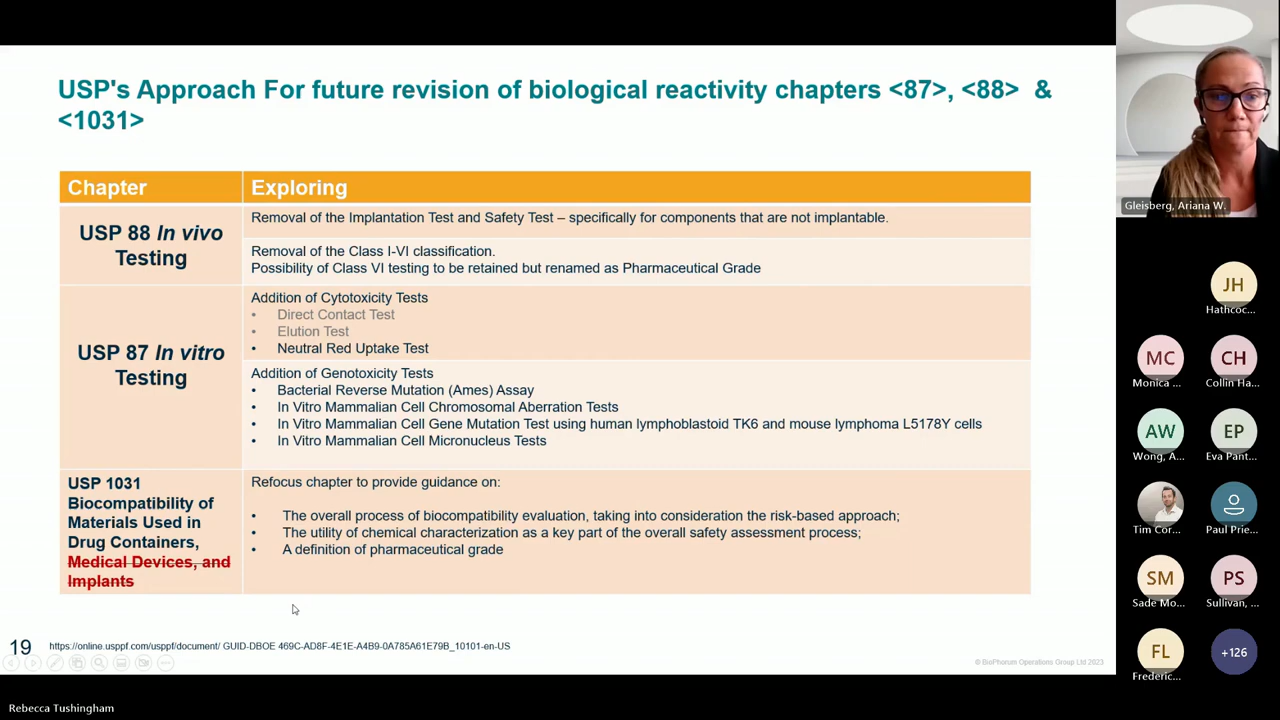 USP's Approach For future revision of biological reactivity chapters <87>, <88> &
<1031>
Chapter
Exploring
USP 88 In vivo
Testing
Removal of the Implantation Test and Safety Test – specifically for components that are not implantable.
Removal of the Class I-VI classification.
Possibility of Class VI testing to be retained but renamed as Pharmaceutical Grade
USP 87 In vitro
Testing
Addition of Cytotoxicity Tests
• Direct Contact Test
• Elution Test
• Neutral Red Uptake Test
Addition of Genotoxicity Tests
• Bacterial Reverse Mutation (Ames) Assay
• In Vitro Mammalian Cell Chromosomal Aberration Tests
• In Vitro Mammalian Cell Gene Mutation Test using human lymphoblastoid TK6 and mouse lymphoma L5178Y cells
• In Vitro Mammalian Cell Micronucleus Tests
USP 1031
Biocompatibility of
Materials Used in
Drug Containers,
Medical Devices, and
Implants
Refocus chapter to provide guidance on:
• The overall process of biocompatibility evaluation, taking into consideration the risk-based approach;
• The utility of chemical characterization as a key part of the overall safety assessment process;
• A definition of pharmaceutical grade
19
https://online.usppf.com/usppf/document/ GUID-DBOE 469C-AD8F-4E1E-A4B9-0A785A61E79B_10101-en-US
© BioPhorum Operations Group Ltd 2023
Rebecca Tushingham
Gleisberg, Ariana W.
JH
Hathcoc...
MC
Monica ...
CH
Collin Ha...
AW
Wong, A...
EP
Eva Pant...
Tim Cor...
Paul Prie...
SM
Sade Mo...
PS
Sullivan, ...
FL
Frederic...
+126